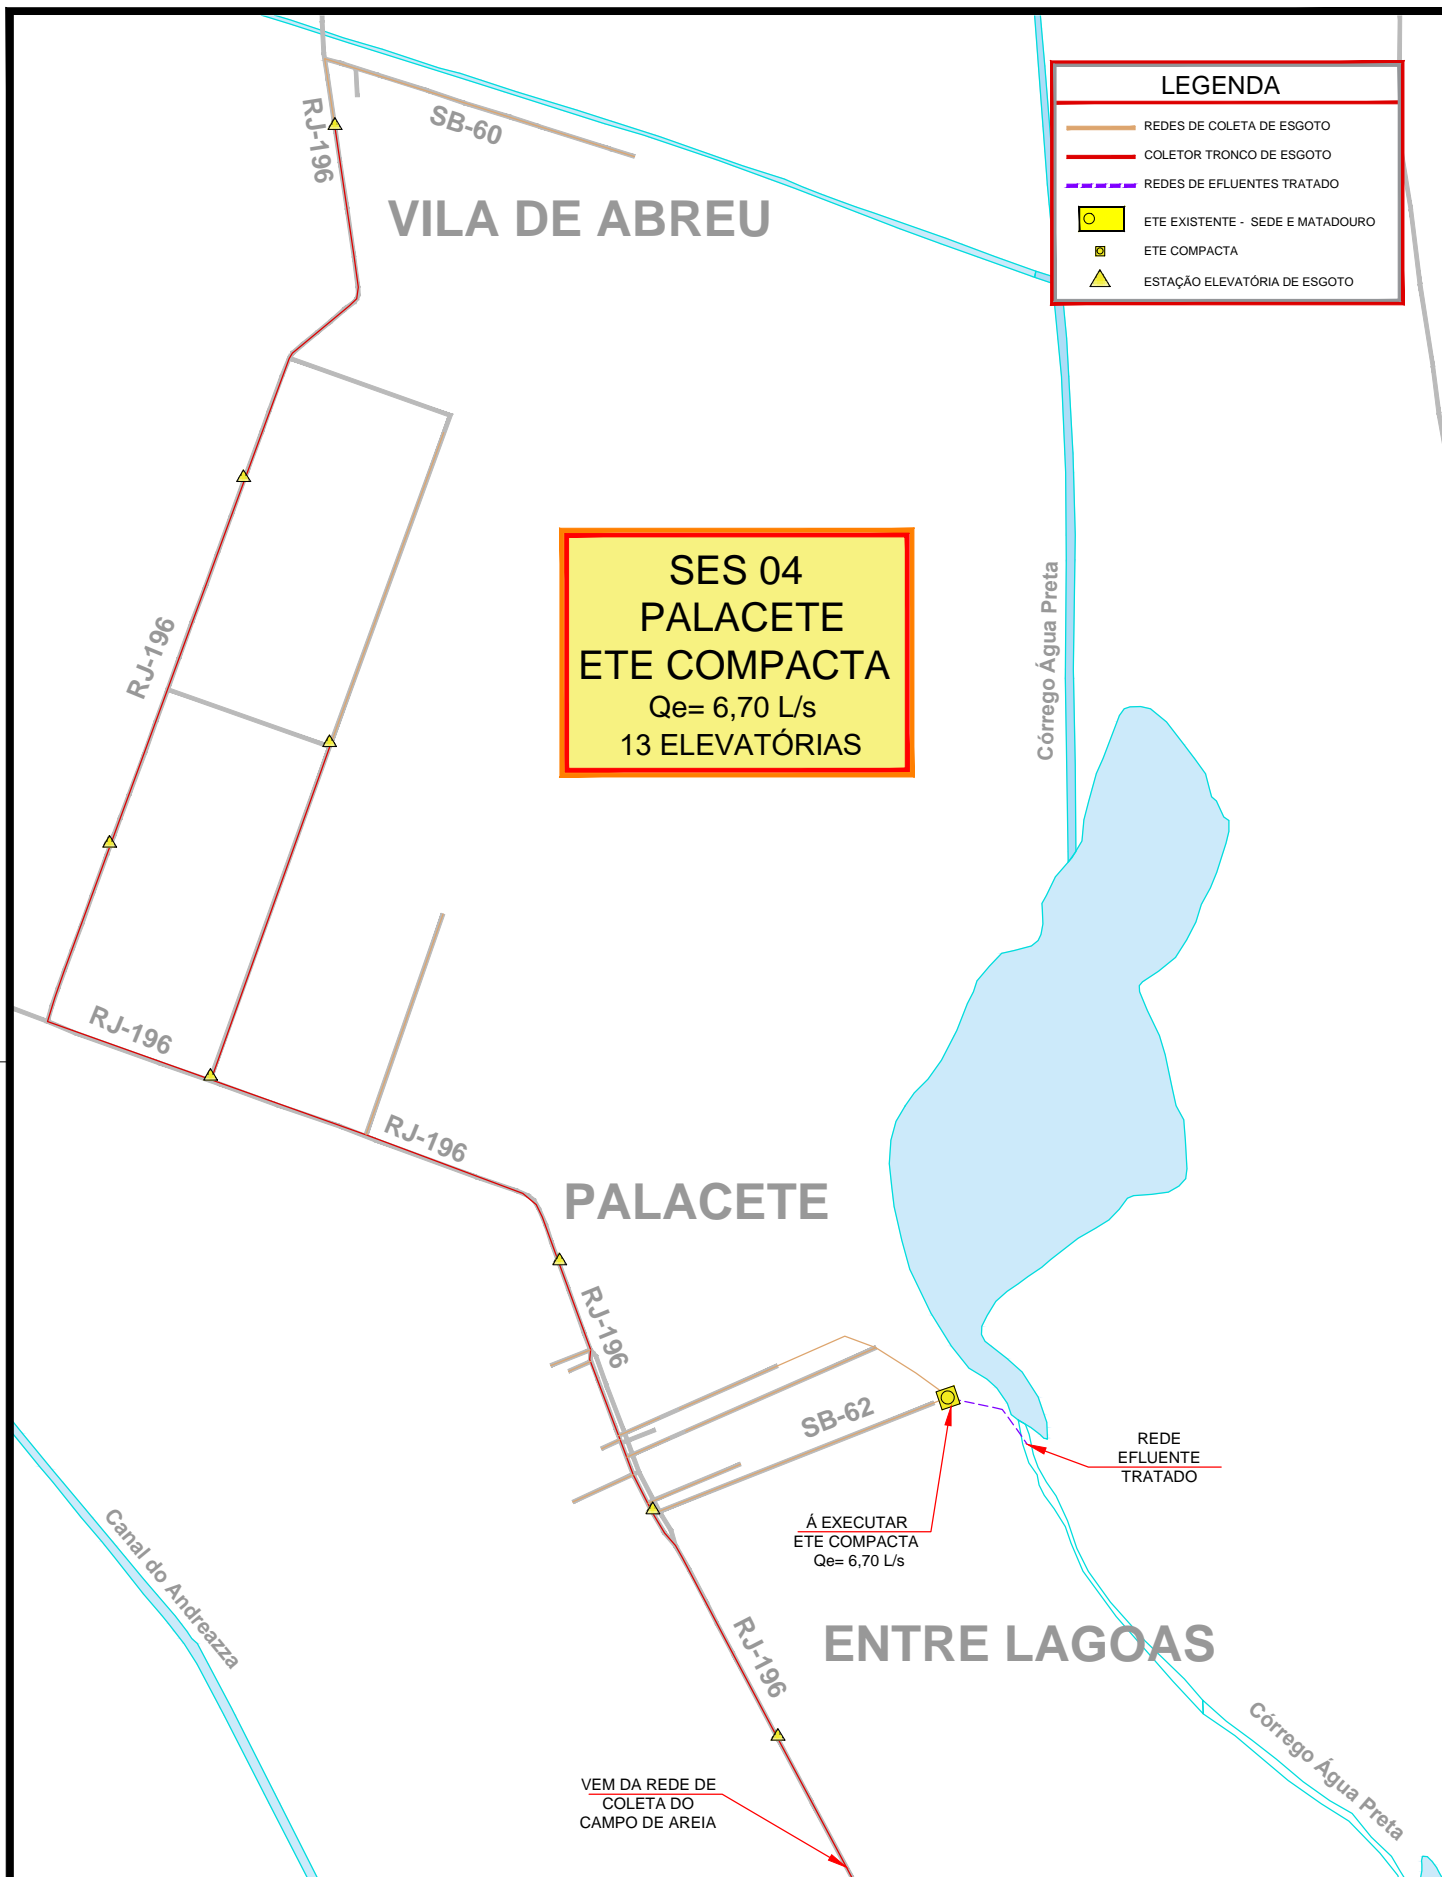 LEGENDA
REDES DE COLETA DE ESGOTO
COLETOR TRONCO DE ESGOTO
REDES DE EFLUENTES TRATADO
ETE EXISTENTE - SEDE E MATADOURO
ETE COMPACTA
ESTAÇÃO ELEVATÓRIA DE ESGOTO
RJ-196
SB-60
VILA DE ABREU
SES 04
PALACETE
ETE COMPACTA
Qe= 6,70 L/s
13 ELEVATÓRIAS
RJ-196
Córrego Água Preta
RJ-196
RJ-196
PALACETE
RJ-196
SB-62
REDE
EFLUENTE
TRATADO
Á EXECUTAR
ETE COMPACTA
Qe= 6,70 L/s
Canal do Andreazza
RJ-196
ENTRE LAGOAS
Córrego Água Preta
VEM DA REDE DE
COLETA DO
CAMPO DE AREIA